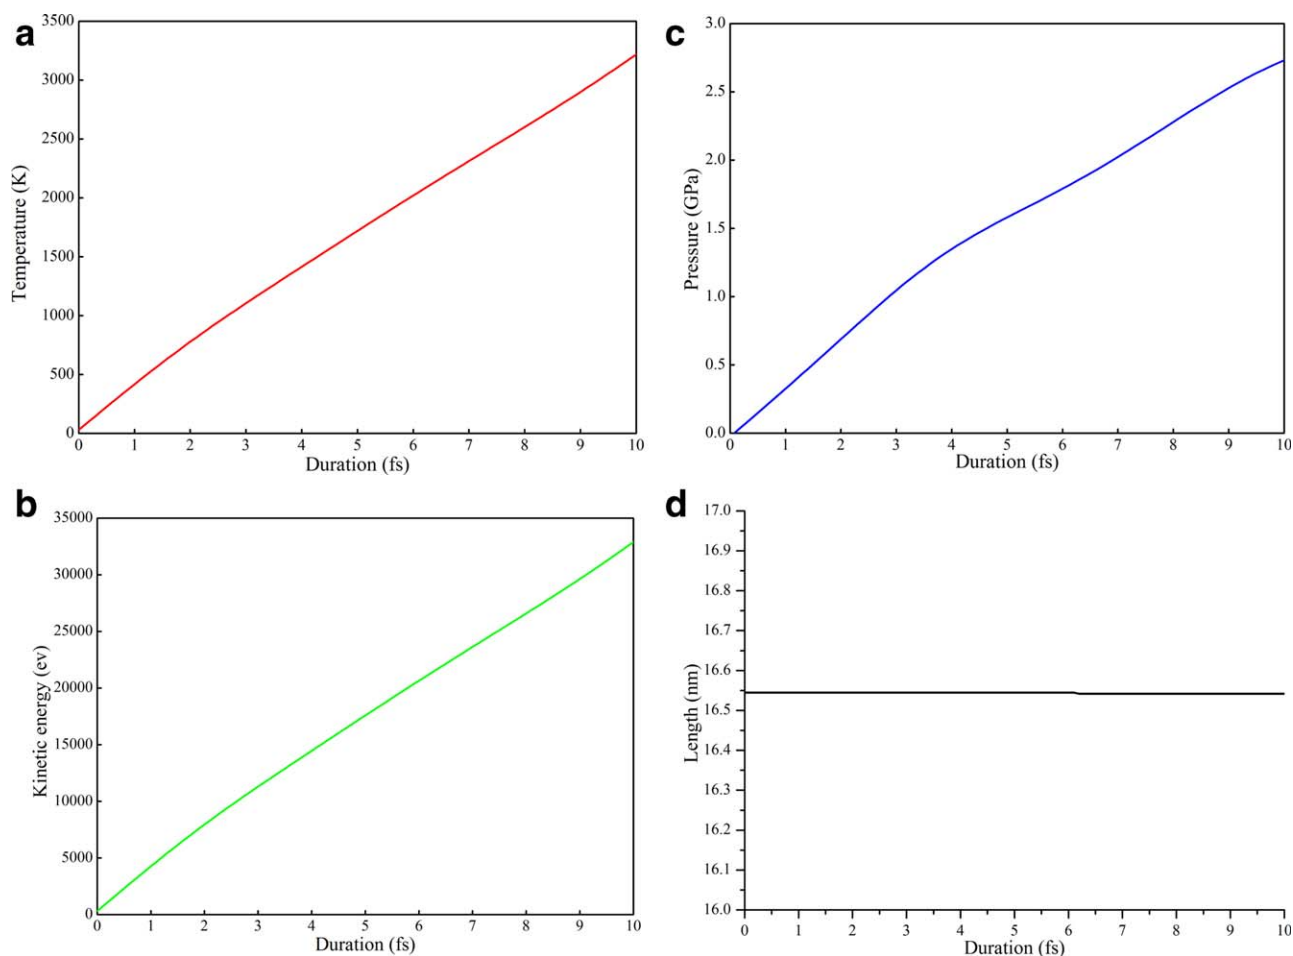 a
3500
3000
2500
2000
1500
1000
500
0
Temperature (K)
0 1 2 3 4 5 6 7 8 9 10
Duration (fs)
c
3.0
2.5
2.0
1.5
1.0
0.5
0.0
Pressure (GPa)
0 1 2 3 4 5 6 7 8 9 10
Duration (fs)
b
35000
30000
25000
20000
15000
10000
5000
0
Kinetic energy (ev)
0 1 2 3 4 5 6 7 8 9 10
Duration (fs)
d
17.0
16.9
16.8
16.7
16.6
16.5
16.4
16.3
16.2
16.1
16.0
Length (nm)
0 1 2 3 4 5 6 7 8 9 10
Duration (fs)